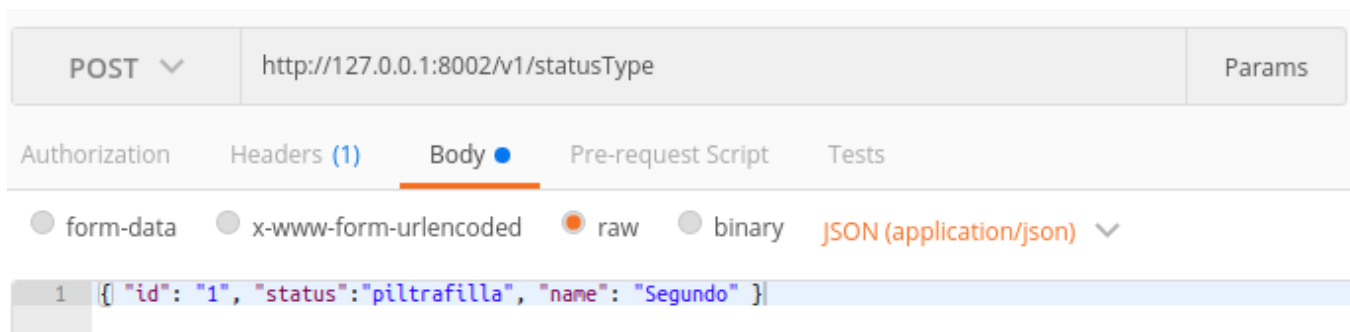 POST http://127.0.0.1:8002/v1/statusType Params
Authorization Headers (1) Body Pre-request Script Tests
form-data x-www-form-urlencoded raw binary JSON (application/json)
1 { "id": "1", "status":"piltrafilla", "name": "Segundo" }